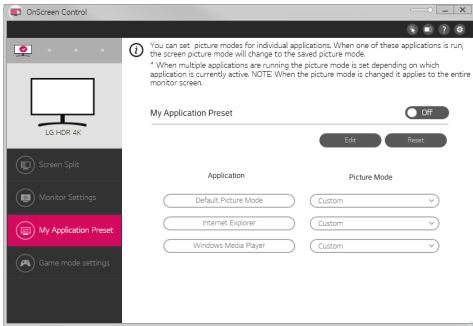 OnScreen Control
You can set picture modes for individual applications. When one of these applications is run,
the screen picture mode will change to the saved picture mode.
* When multiple applications are running the picture mode is set depending on which
application is currently active. NOTE: When the picture mode is changed it applies to the entire
monitor screen.
LG HDR 4K
My Application Preset
Off
Edit Reset
Screen Split
Monitor Settings
My Application Preset
Game mode settings
Application Picture Mode
Default Picture Mode Custom
Internet Explorer Custom
Windows Media Player Custom